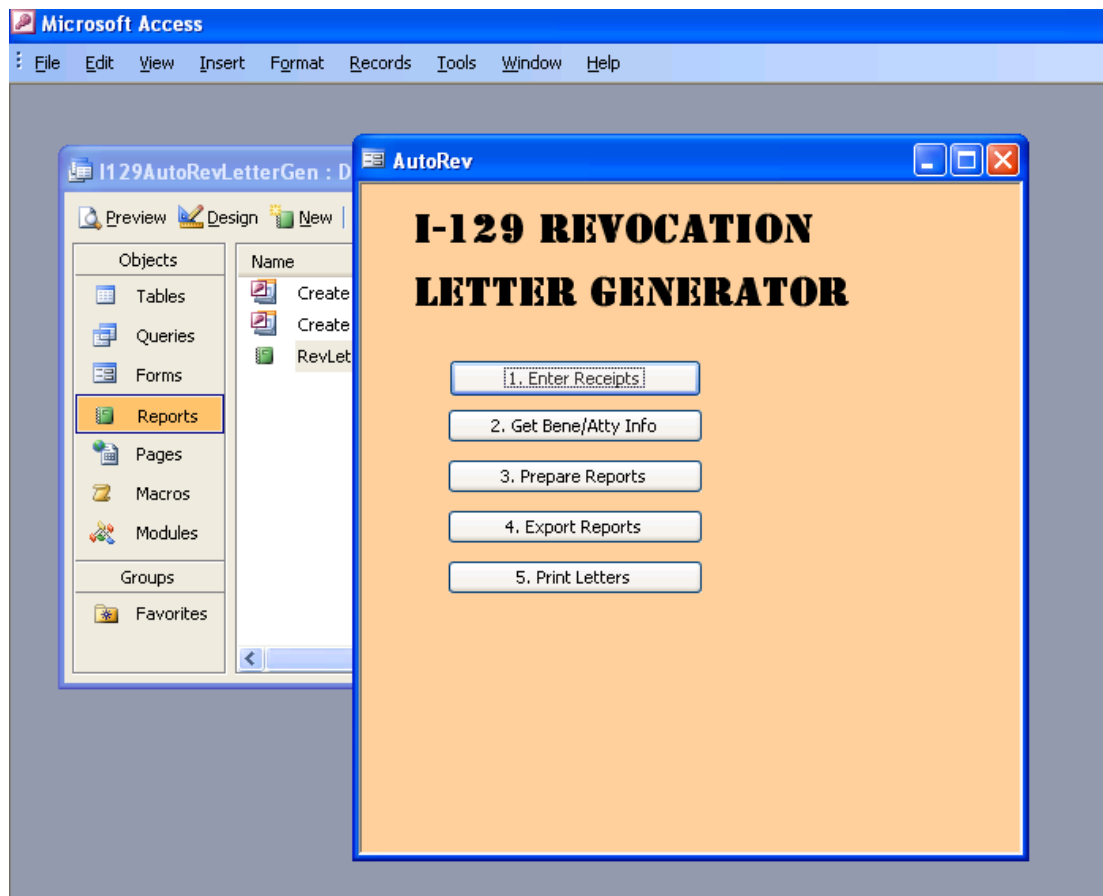 Microsoft Access
File Edit View Insert Format Records Tools Window Help
I129AutoRevLetterGen : D
Preview Design New
Objects
Tables
Queries
Forms
Reports
Pages
Macros
Modules
Groups
Favorites
Name
Create
Create
RevLet
AutoRev
I-129 REVOCATION
LETTER GENERATOR
1. Enter Receipts
2. Get Bene/Atty Info
3. Prepare Reports
4. Export Reports
5. Print Letters